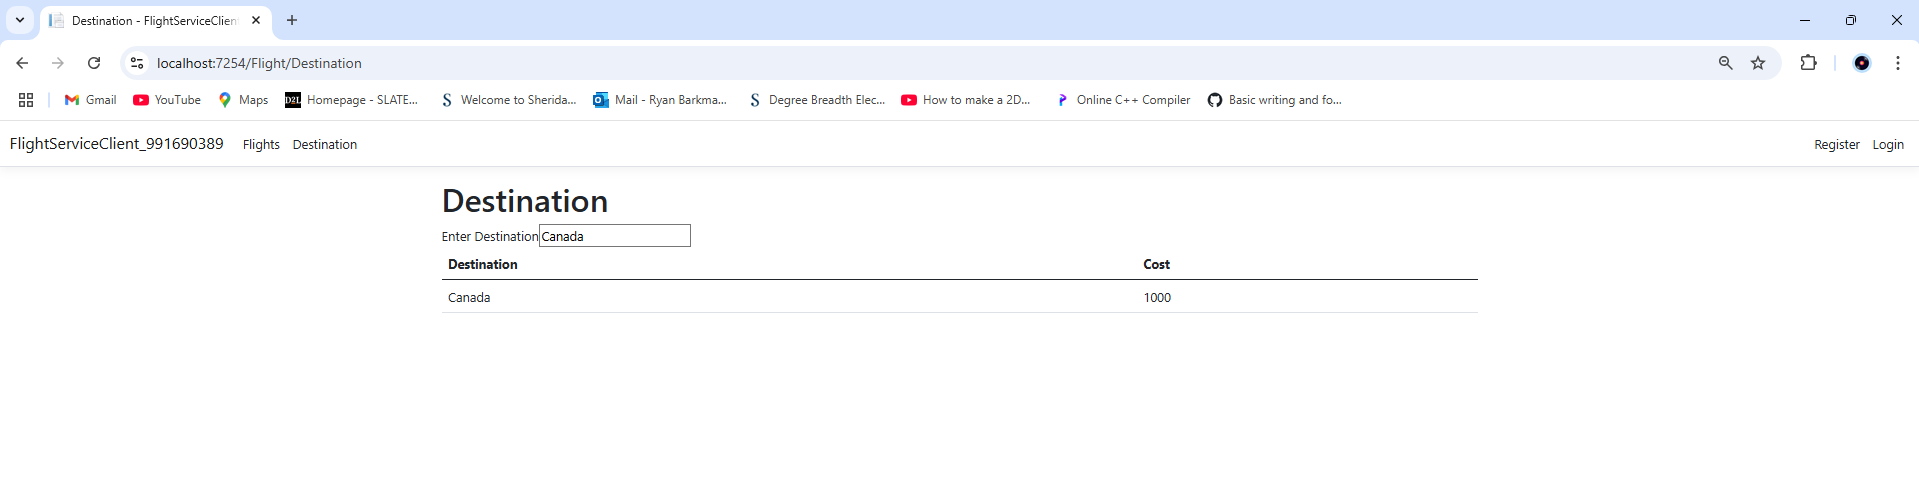 Destination - FlightServiceClien
localhost:7254/Flight/Destination
Gmail YouTube Maps D2L Homepage - SLATE... S Welcome to Sherida... Mail - Ryan Barkma... S Degree Breadth Elec... How to make a 2D... Online C++ Compiler Basic writing and fo...
FlightServiceClient_991690389 Flights Destination Register Login
Destination
Enter Destination Canada
Destination Cost
Canada 1000